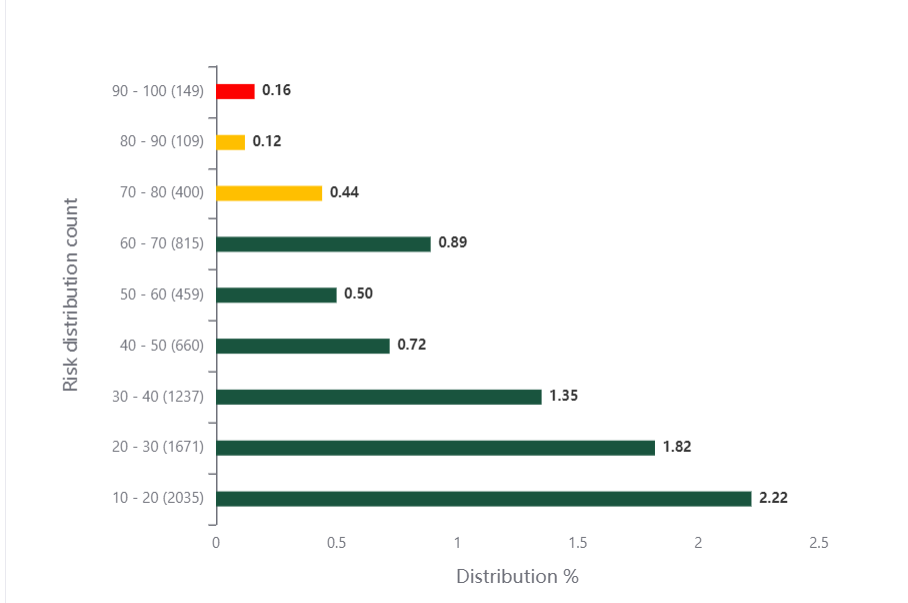 Risk distribution count
90 - 100 (149) 0.16
80 - 90 (109) 0.12
70 - 80 (400) 0.44
60 - 70 (815) 0.89
50 - 60 (459) 0.50
40 - 50 (660) 0.72
30 - 40 (1237) 1.35
20 - 30 (1671) 1.82
10 - 20 (2035) 2.22
0 0.5 1 1.5 2 2.5
Distribution %